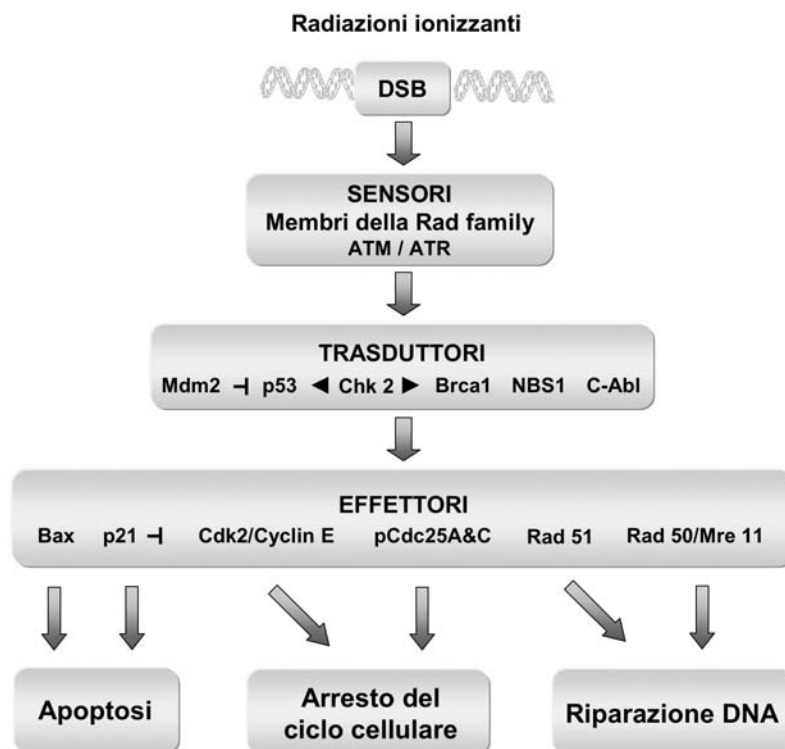 Radiazioni ionizzanti
DSB
SENSORI
Membri della Rad family
ATM / ATR
TRASDUTTORI
Mdm2 ⊣ p53 ◄ Chk 2 ► Brca1 NBS1 C-Abl
EFFETTORI
Bax p21 ⊣ Cdk2/Cyclin E pCdc25A&C Rad 51 Rad 50/Mre 11
Apoptosi
Arresto del
ciclo cellulare
Riparazione DNA